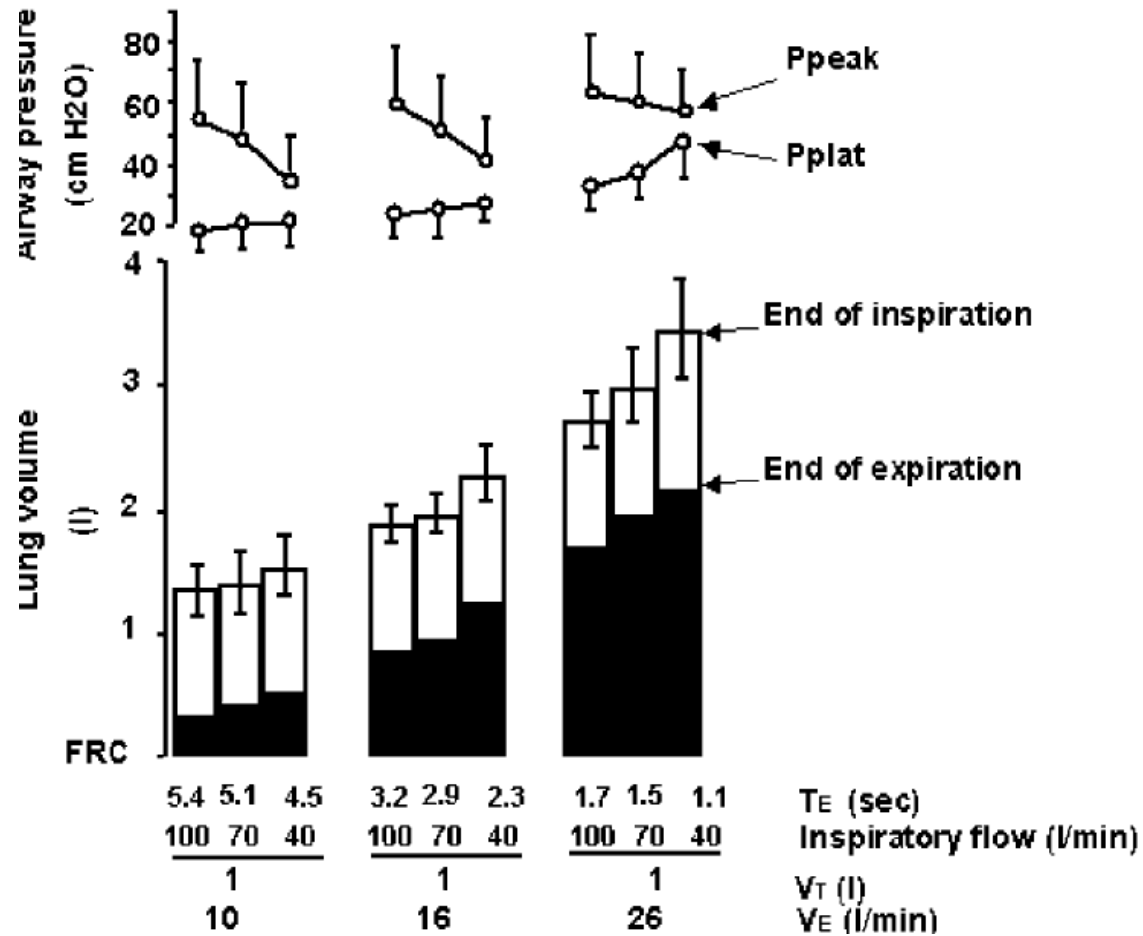 Airway pressure
(cm H2O)
80
60
40
20
Ppeak
Pplat
Lung volume
(l)
4
3
2
1
FRC
End of inspiration
End of expiration
5.4 5.1 4.5 3.2 2.9 2.3 1.7 1.5 1.1 TE (sec)
100 70 40 100 70 40 100 70 40 Inspiratory flow (l/min)
1 1 1 VT (l)
10 16 26 VE (l/min)